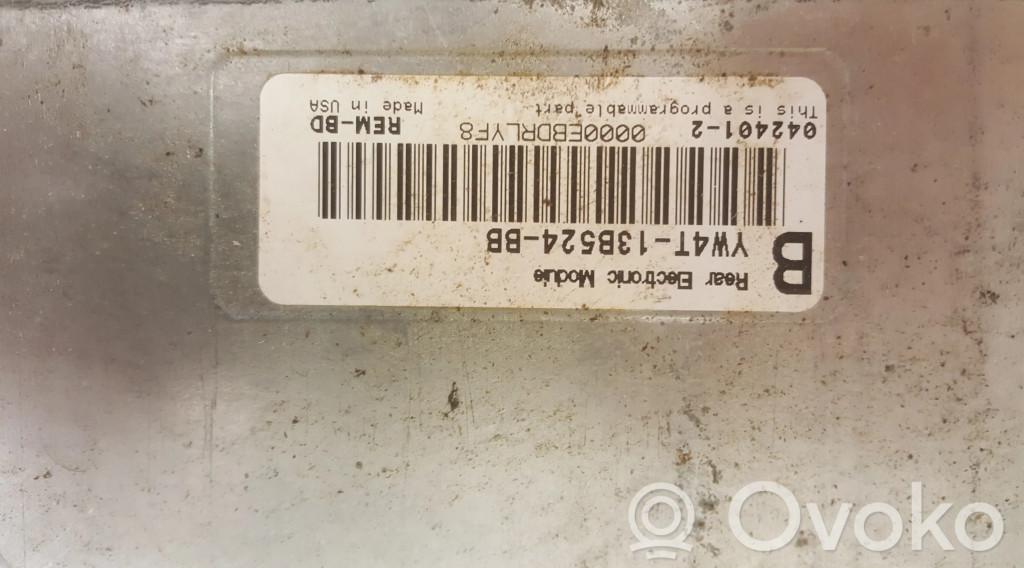 B
Rear Electronic Module
YW4T-13B524-BB
0000EBDRLYF8
042401-2
REM-BD
This is a programmable part
Made in USA
Ovoko